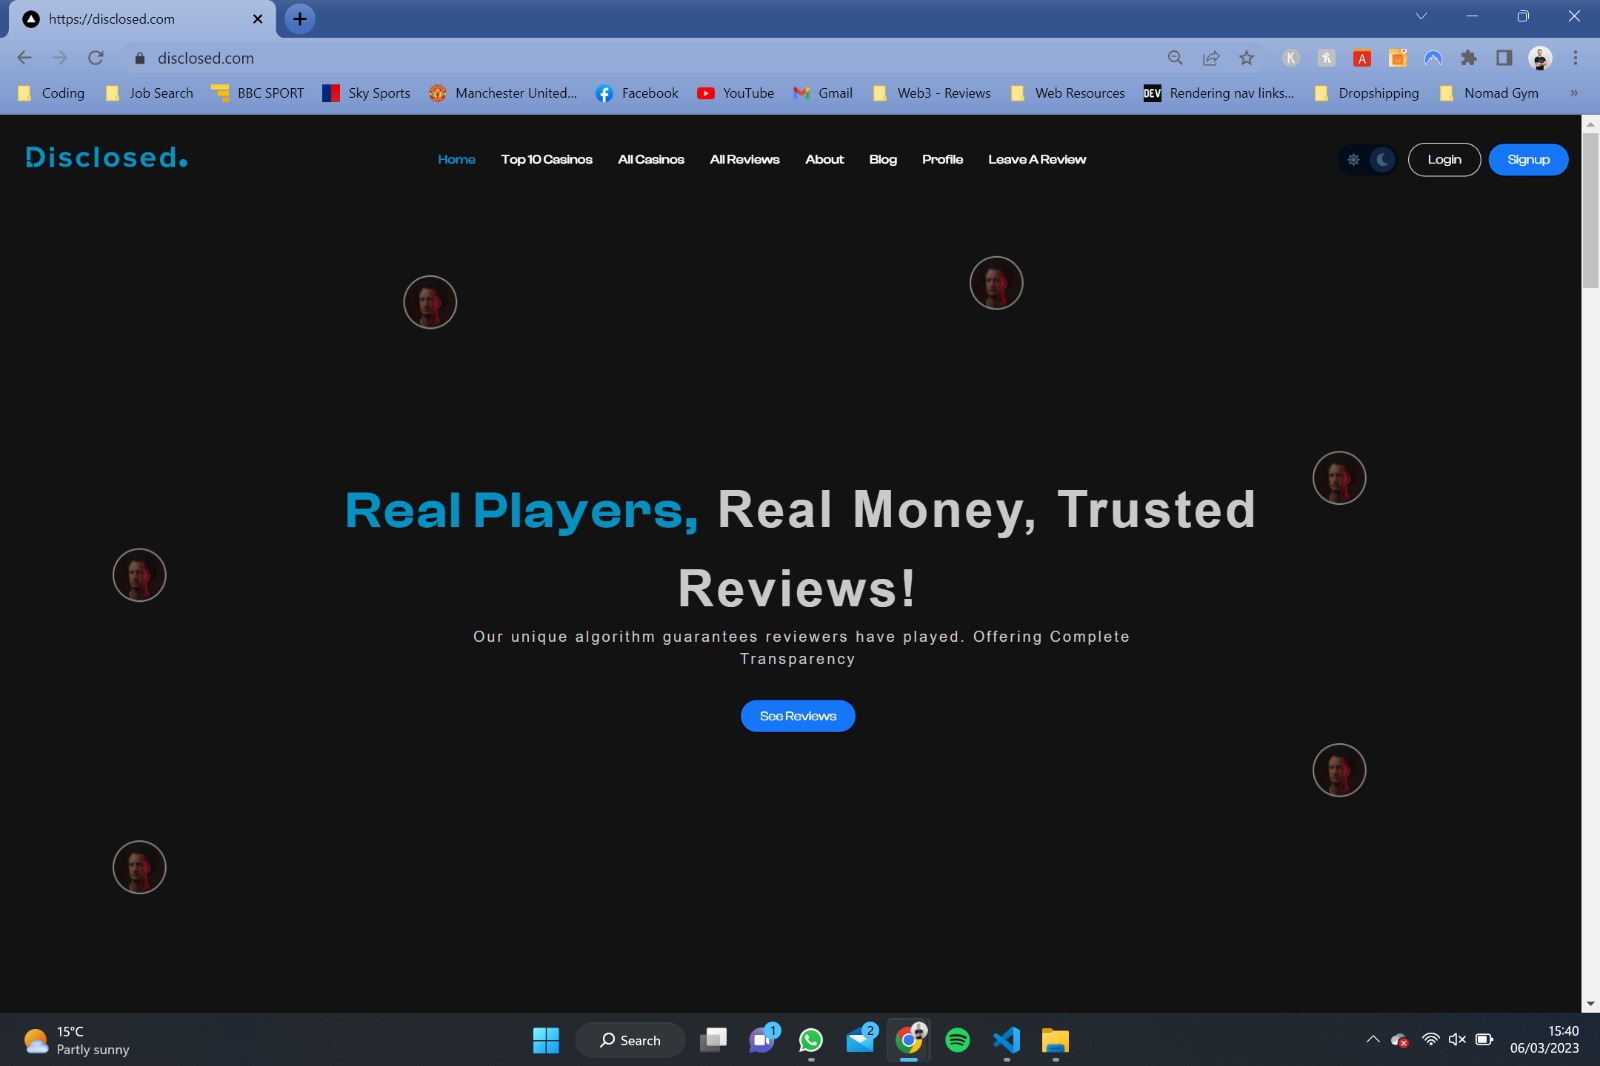 https://disclosed.com
disclosed.com
Coding Job Search BBC SPORT Sky Sports Manchester United... Facebook YouTube Gmail Web3 - Reviews Web Resources DEV Rendering nav links... Dropshipping Nomad Gym »
Disclosed.
Home Top 10 Casinos All Casinos All Reviews About Blog Profile Leave A Review Login Signup
Real Players, Real Money, Trusted
Reviews!
Our unique algorithm guarantees reviewers have played. Offering Complete
Transparency
See Reviews
15°C
Partly sunny
Search
1
2
15:40
06/03/2023